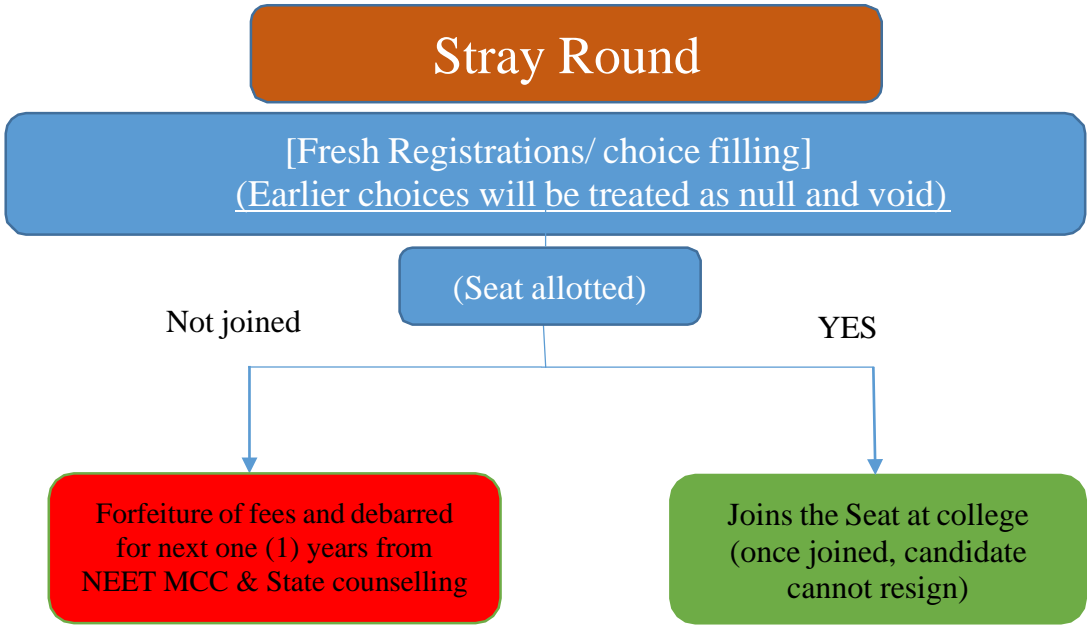 Stray Round
[Fresh Registrations/ choice filling]
(Earlier choices will be treated as null and void)
(Seat allotted)
Not joined
YES
Forfeiture of fees and debarred
for next one (1) years from
NEET MCC & State counselling
Joins the Seat at college
(once joined, candidate
cannot resign)